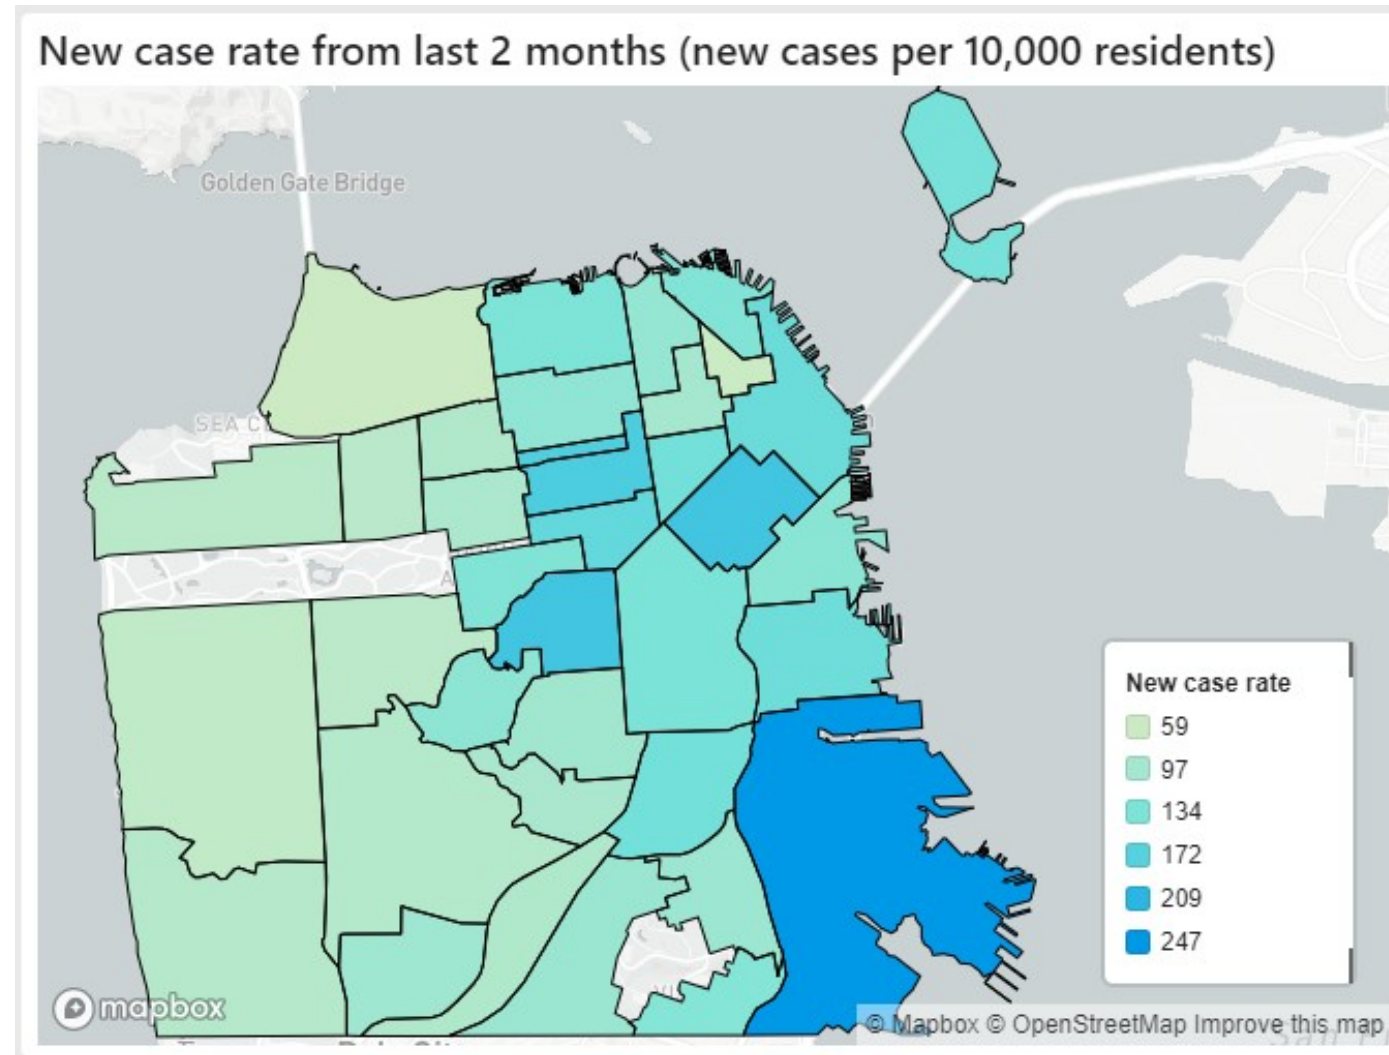 New case rate from last 2 months (new cases per 10,000 residents)
Golden Gate Bridge
SEA C
New case rate
59
97
134
172
209
247
mapbox
© Mapbox © OpenStreetMap Improve this map